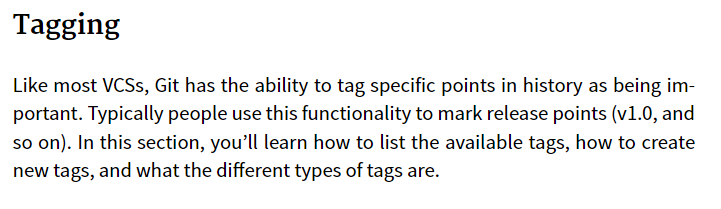 Tagging
Like most VCSs, Git has the ability to tag specific points in history as being im-
portant. Typically people use this functionality to mark release points (v1.0, and
so on). In this section, you’ll learn how to list the available tags, how to create
new tags, and what the different types of tags are.